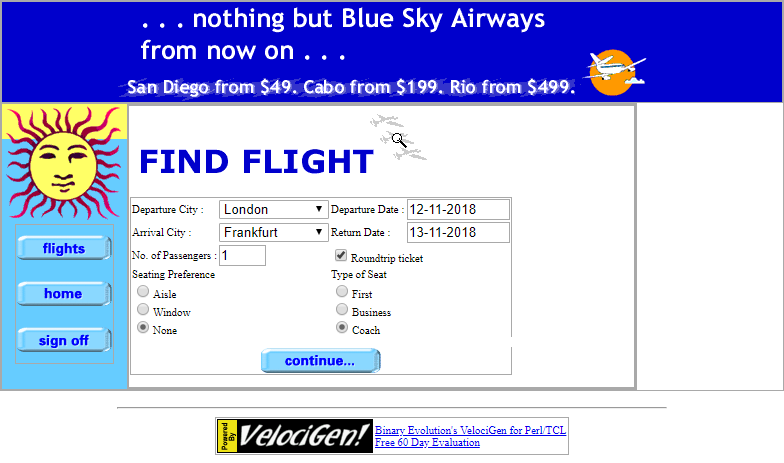 . . . nothing but Blue Sky Airways
from now on . . .
San Diego from $49. Cabo from $199. Rio from $499.
FIND FLIGHT
flights
home
sign off
Departure City : London Departure Date : 12-11-2018
Arrival City : Frankfurt Return Date : 13-11-2018
No. of Passengers : 1 Roundtrip ticket
Seating Preference Type of Seat
Aisle First
Window Business
None Coach
continue...
Powered By VelociGen!
Binary Evolution's VelociGen for Perl/TCL
Free 60 Day Evaluation